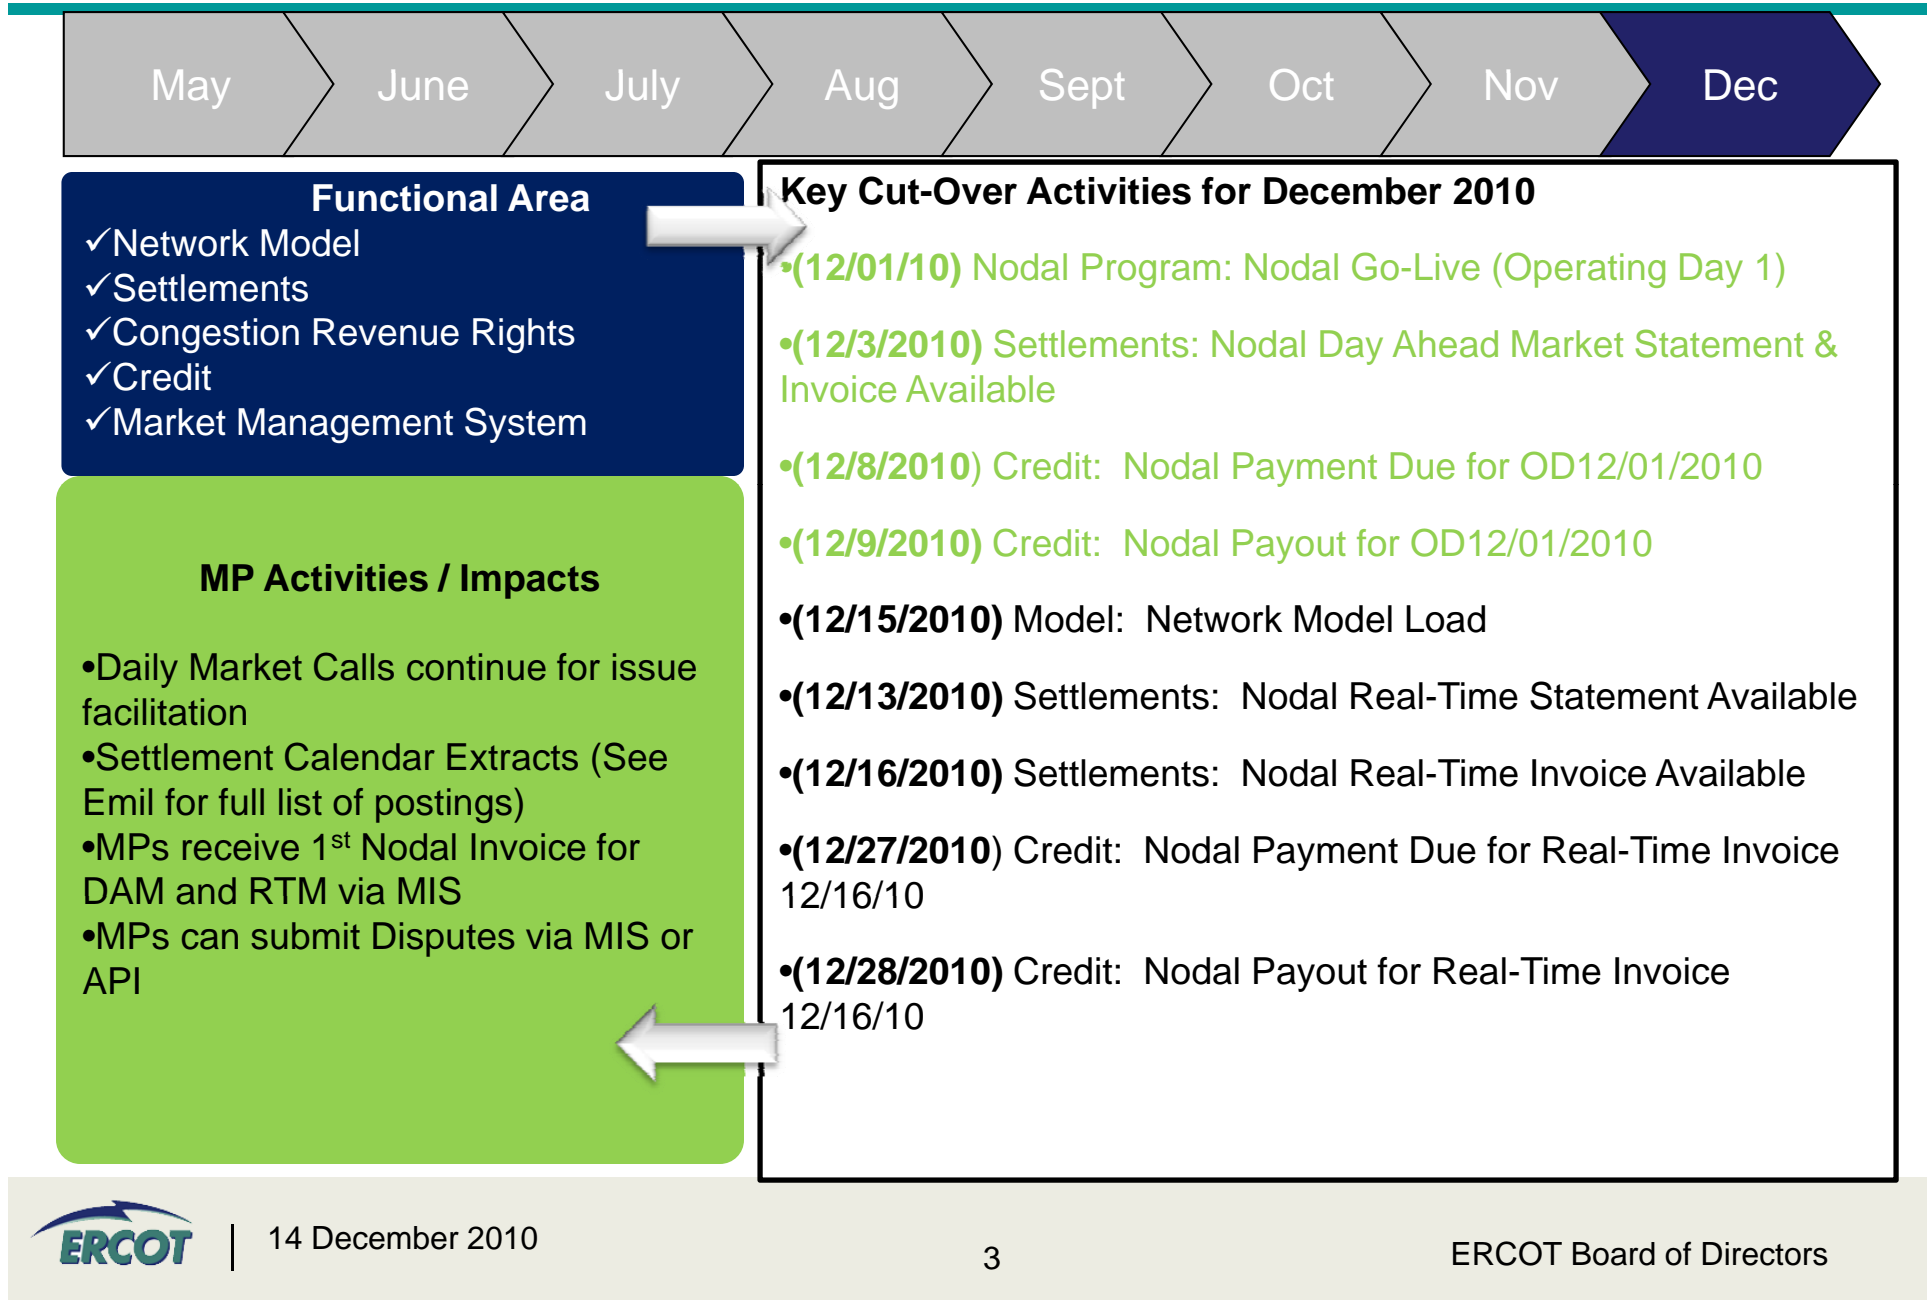 May June July Aug Sept Oct Nov Dec
Functional Area
✓Network Model
✓Settlements
✓Congestion Revenue Rights
✓Credit
✓Market Management System
MP Activities / Impacts
•Daily Market Calls continue for issue
facilitation
•Settlement Calendar Extracts (See
Emil for full list of postings)
•MPs receive 1st Nodal Invoice for
DAM and RTM via MIS
•MPs can submit Disputes via MIS or
API
Key Cut-Over Activities for December 2010
•(12/01/10) Nodal Program: Nodal Go-Live (Operating Day 1)
•(12/3/2010) Settlements: Nodal Day Ahead Market Statement &
Invoice Available
•(12/8/2010) Credit:  Nodal Payment Due for OD12/01/2010
•(12/9/2010) Credit:  Nodal Payout for OD12/01/2010
•(12/15/2010) Model:  Network Model Load
•(12/13/2010) Settlements:  Nodal Real-Time Statement Available
•(12/16/2010) Settlements:  Nodal Real-Time Invoice Available
•(12/27/2010) Credit:  Nodal Payment Due for Real-Time Invoice
12/16/10
•(12/28/2010) Credit:  Nodal Payout for Real-Time Invoice
12/16/10
ERCOT
14 December 2010
3
ERCOT Board of Directors